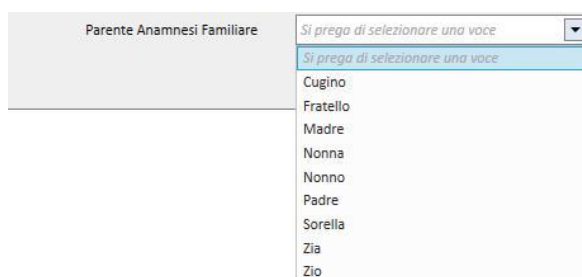 Parente Anamnesi Familiare Si prega di selezionare una voce
Si prega di selezionare una voce
Cugino
Fratello
Madre
Nonna
Nonno
Padre
Sorella
Zia
Zio